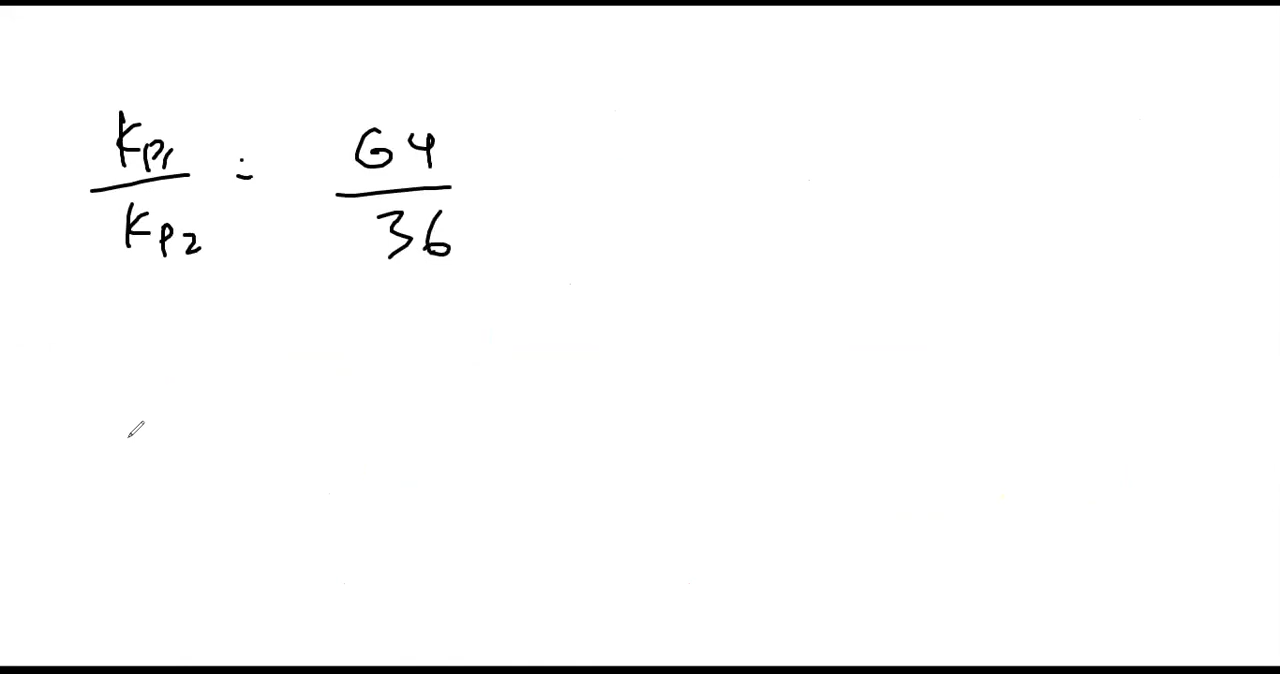 Kp1 / Kp2 = 64 / 36